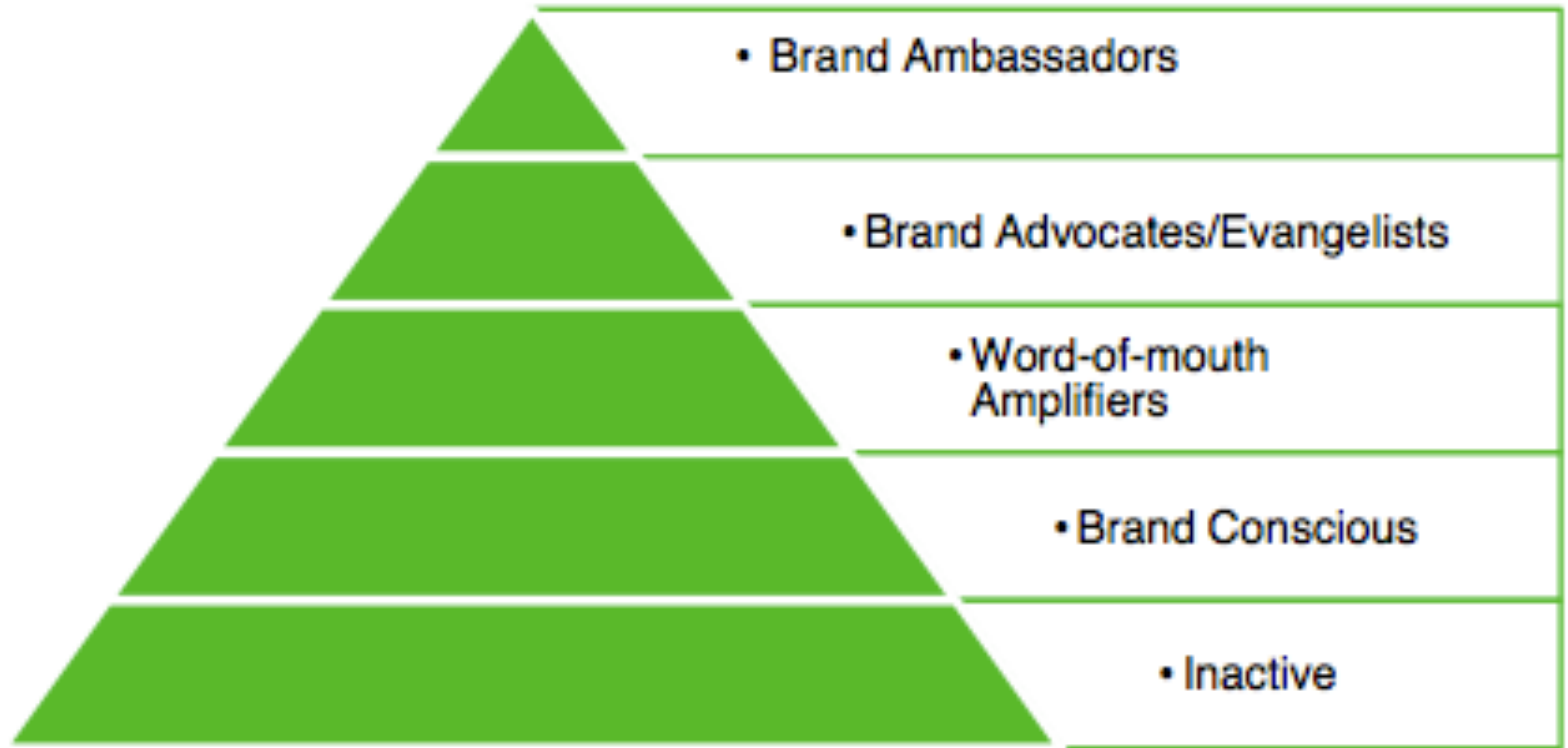 • Brand Ambassadors
• Brand Advocates/Evangelists
• Word-of-mouth
Amplifiers
• Brand Conscious
• Inactive